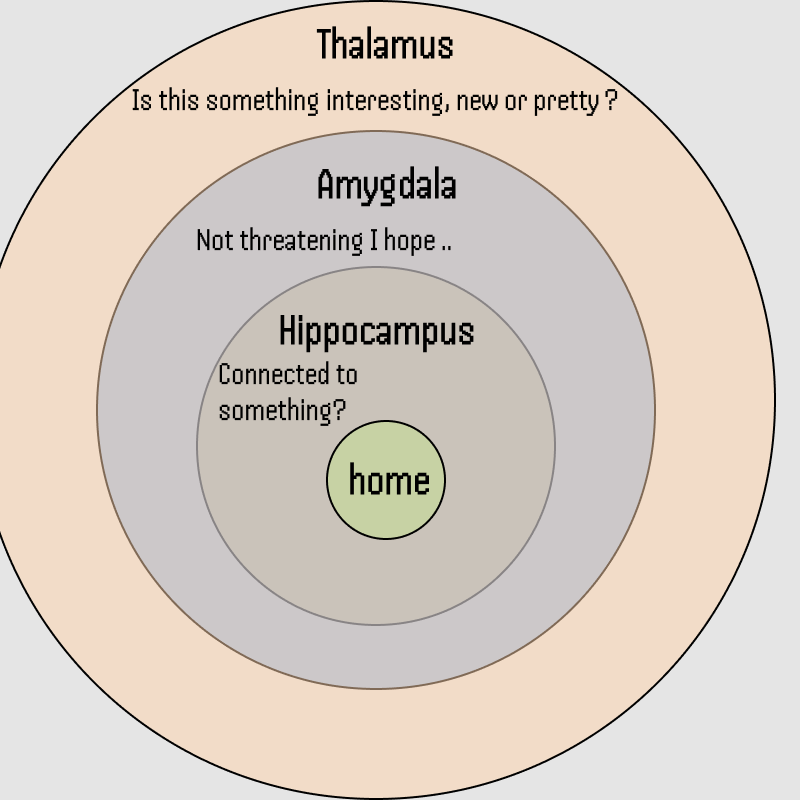 Thalamus
Is this something interesting, new or pretty ?
Amygdala
Not threatening I hope ..
Hippocampus
Connected to
something?
home